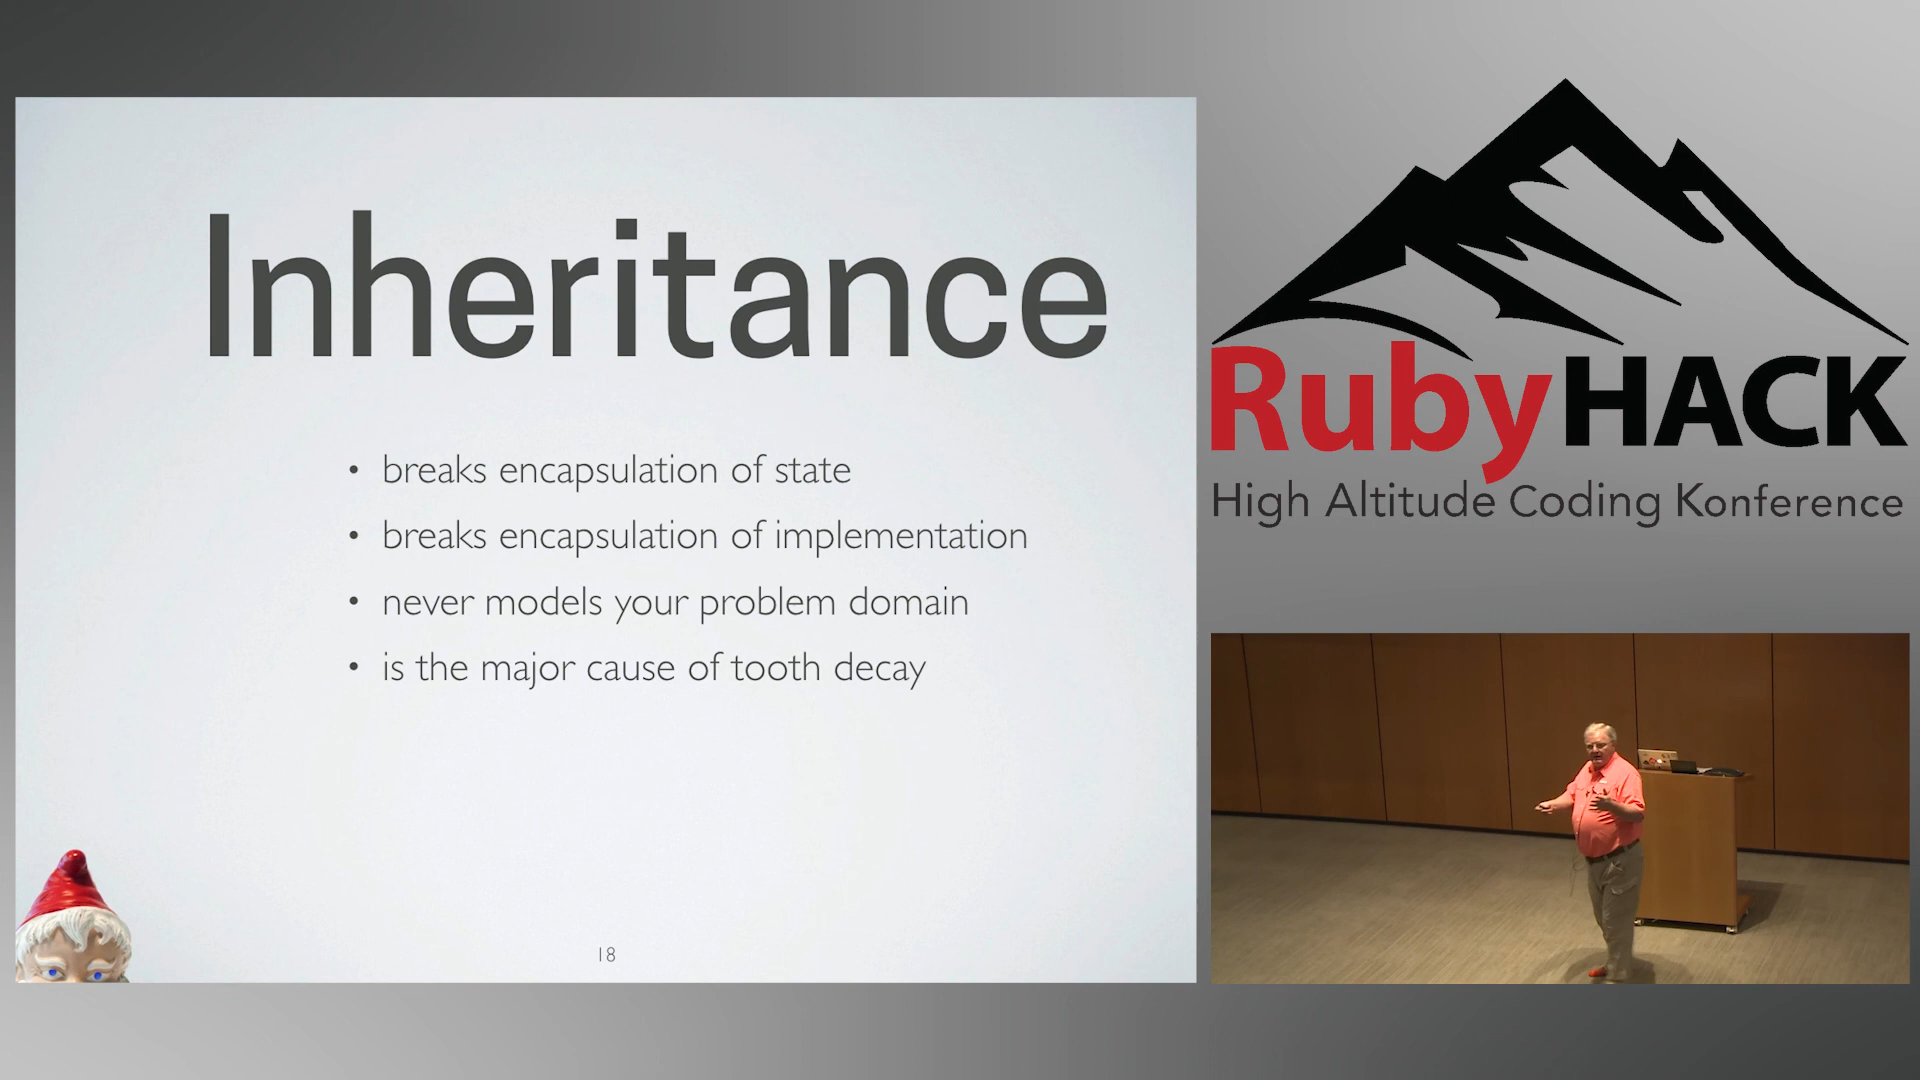 Inheritance
• breaks encapsulation of state
• breaks encapsulation of implementation
• never models your problem domain
• is the major cause of tooth decay
18
RubyHACK
High Altitude Coding Konference